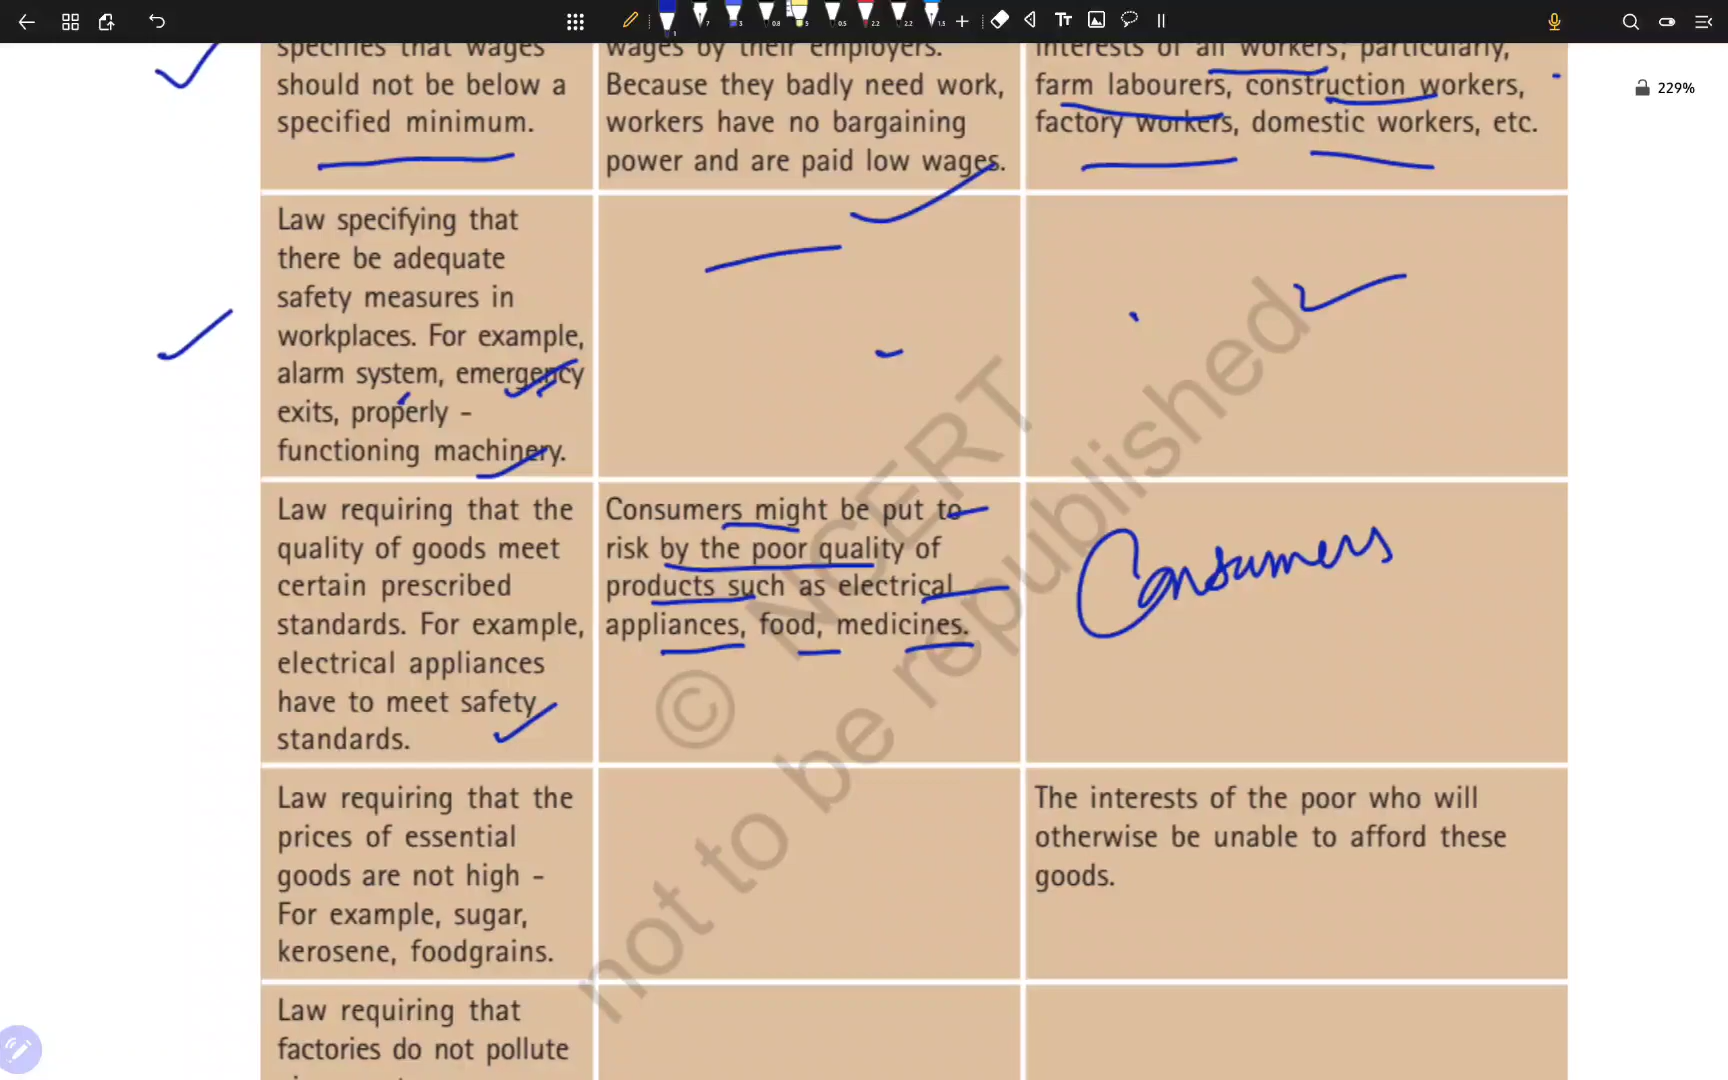 229%
specifies that wages
should not be below a
specified minimum.
wages by their employers.
Because they badly need work,
workers have no bargaining
power and are paid low wages.
interests of all workers; particularly,
farm labourers, construction workers,
factory workers, domestic workers, etc.
Law specifying that
there be adequate
safety measures in
workplaces. For example,
alarm system, emergency
exits, properly -
functioning machinery.
Law requiring that the
quality of goods meet
certain prescribed
standards. For example,
electrical appliances
have to meet safety
standards.
Consumers might be put to
risk by the poor quality of
products such as electrical
appliances, food, medicines.
Consumers
Law requiring that the
prices of essential
goods are not high -
For example, sugar,
kerosene, foodgrains.
The interests of the poor who will
otherwise be unable to afford these
goods.
Law requiring that
factories do not pollute
© NCERT
not to be republished